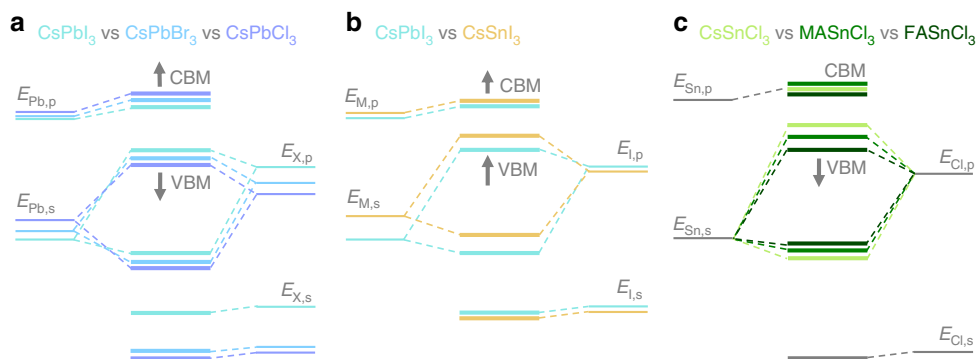 a
CsPbI3 vs CsPbBr3 vs CsPbCl3
CBM
EPb,p
EX,p
VBM
EPb,s
EX,s
b
CsPbI3 vs CsSnI3
CBM
EM,p
EI,p
VBM
EM,s
EI,s
c
CsSnCl3 vs MASnCl3 vs FASnCl3
CBM
ESn,p
VBM
ECl,p
ESn,s
ECl,s